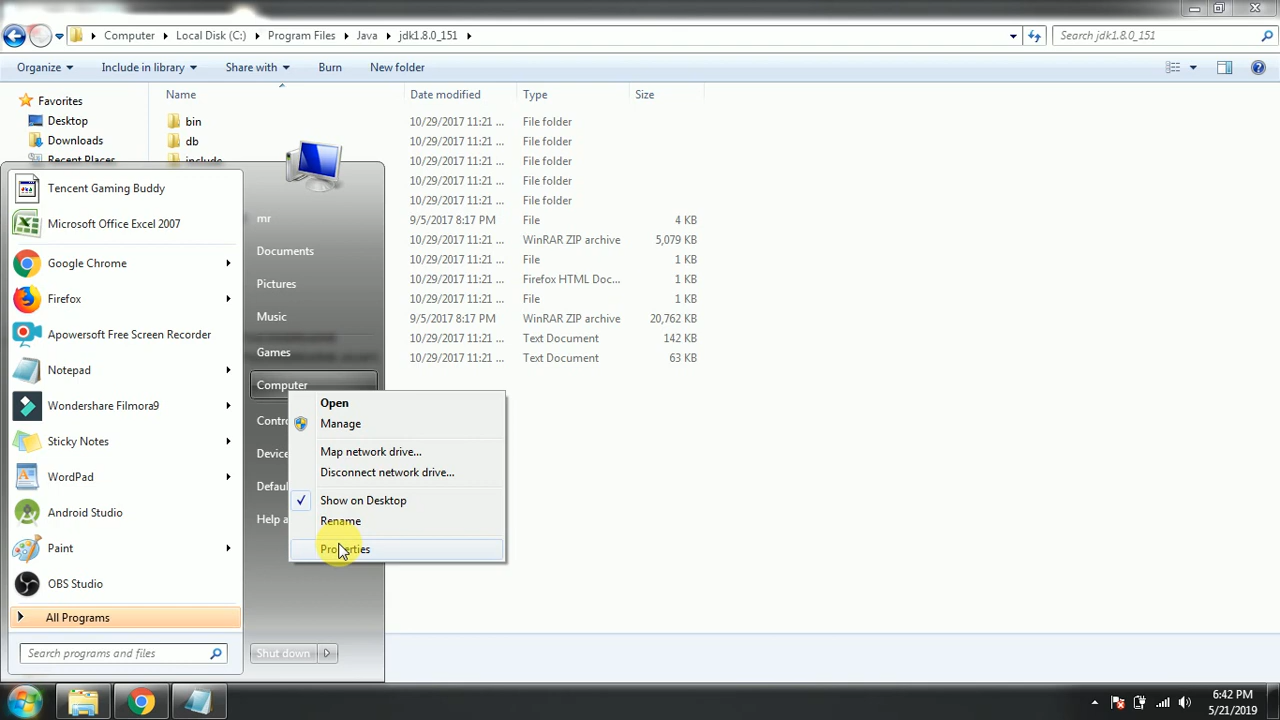 Computer Local Disk (C:) Program Files Java jdk1.8.0_151 Search jdk1.8.0_151
Organize Include in library Share with Burn New folder
Name Date modified Type Size
Favorites
Desktop
Downloads
Recent Places
bin 10/29/2017 11:21 ... File folder
db 10/29/2017 11:21 ... File folder
include 10/29/2017 11:21 ... File folder
10/29/2017 11:21 ... File folder
10/29/2017 11:21 ... File folder
9/5/2017 8:17 PM File 4 KB
10/29/2017 11:21 ... WinRAR ZIP archive 5,079 KB
10/29/2017 11:21 ... File 1 KB
10/29/2017 11:21 ... Firefox HTML Doc... 1 KB
10/29/2017 11:21 ... File 1 KB
9/5/2017 8:17 PM WinRAR ZIP archive 20,762 KB
10/29/2017 11:21 ... Text Document 142 KB
10/29/2017 11:21 ... Text Document 63 KB
Tencent Gaming Buddy
Microsoft Office Excel 2007
Google Chrome
Firefox
Apowersoft Free Screen Recorder
Notepad
Wondershare Filmora9
Sticky Notes
WordPad
Android Studio
Paint
OBS Studio
All Programs
Search programs and files
mr
Documents
Pictures
Music
Games
Computer
Contro
Device
Defaul
Help a
Shut down
Open
Manage
Map network drive...
Disconnect network drive...
Show on Desktop
Rename
Properties
6:42 PM
5/21/2019